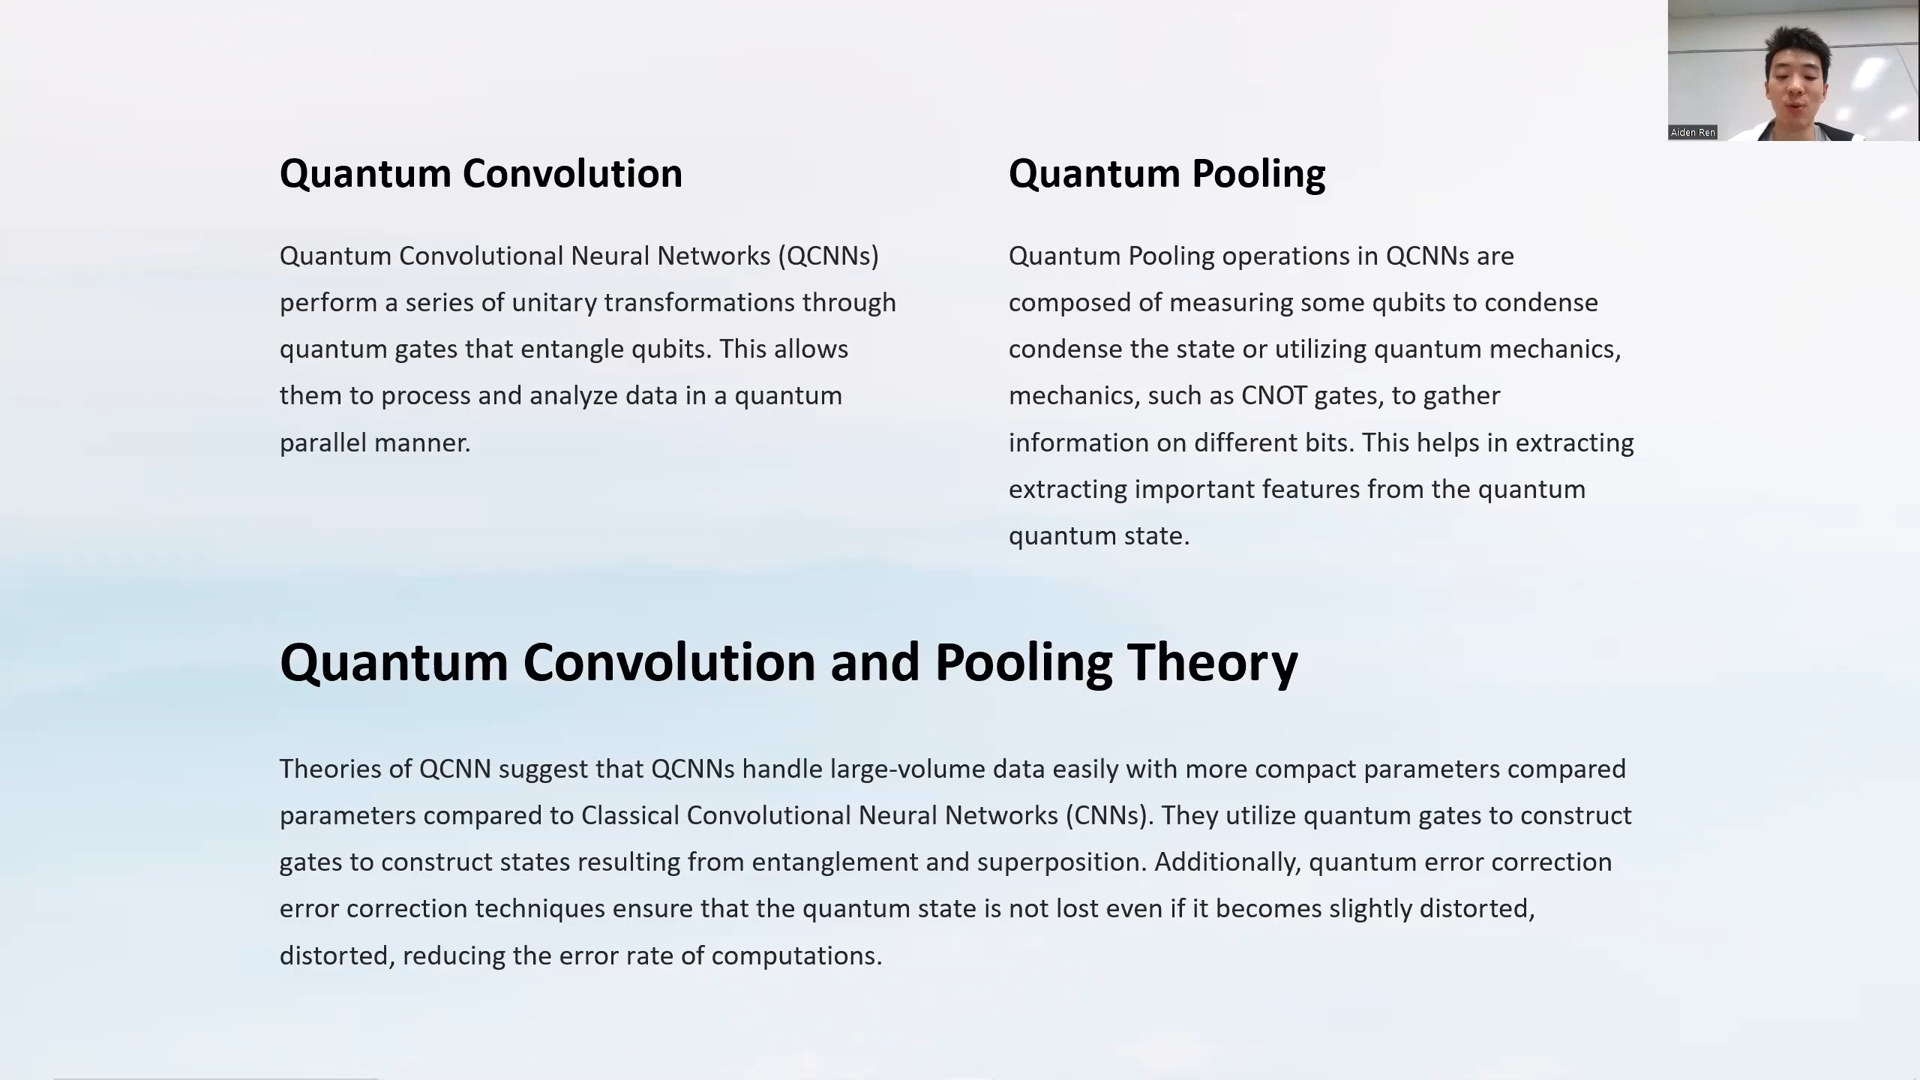 Quantum Convolution
Quantum Convolutional Neural Networks (QCNNs)
perform a series of unitary transformations through
quantum gates that entangle qubits. This allows
them to process and analyze data in a quantum
parallel manner.
Quantum Pooling
Quantum Pooling operations in QCNNs are
composed of measuring some qubits to condense
condense the state or utilizing quantum mechanics,
mechanics, such as CNOT gates, to gather
information on different bits. This helps in extracting
extracting important features from the quantum
quantum state.
Quantum Convolution and Pooling Theory
Theories of QCNN suggest that QCNNs handle large-volume data easily with more compact parameters compared
parameters compared to Classical Convolutional Neural Networks (CNNs). They utilize quantum gates to construct
gates to construct states resulting from entanglement and superposition. Additionally, quantum error correction
error correction techniques ensure that the quantum state is not lost even if it becomes slightly distorted,
distorted, reducing the error rate of computations.
Aiden Ren